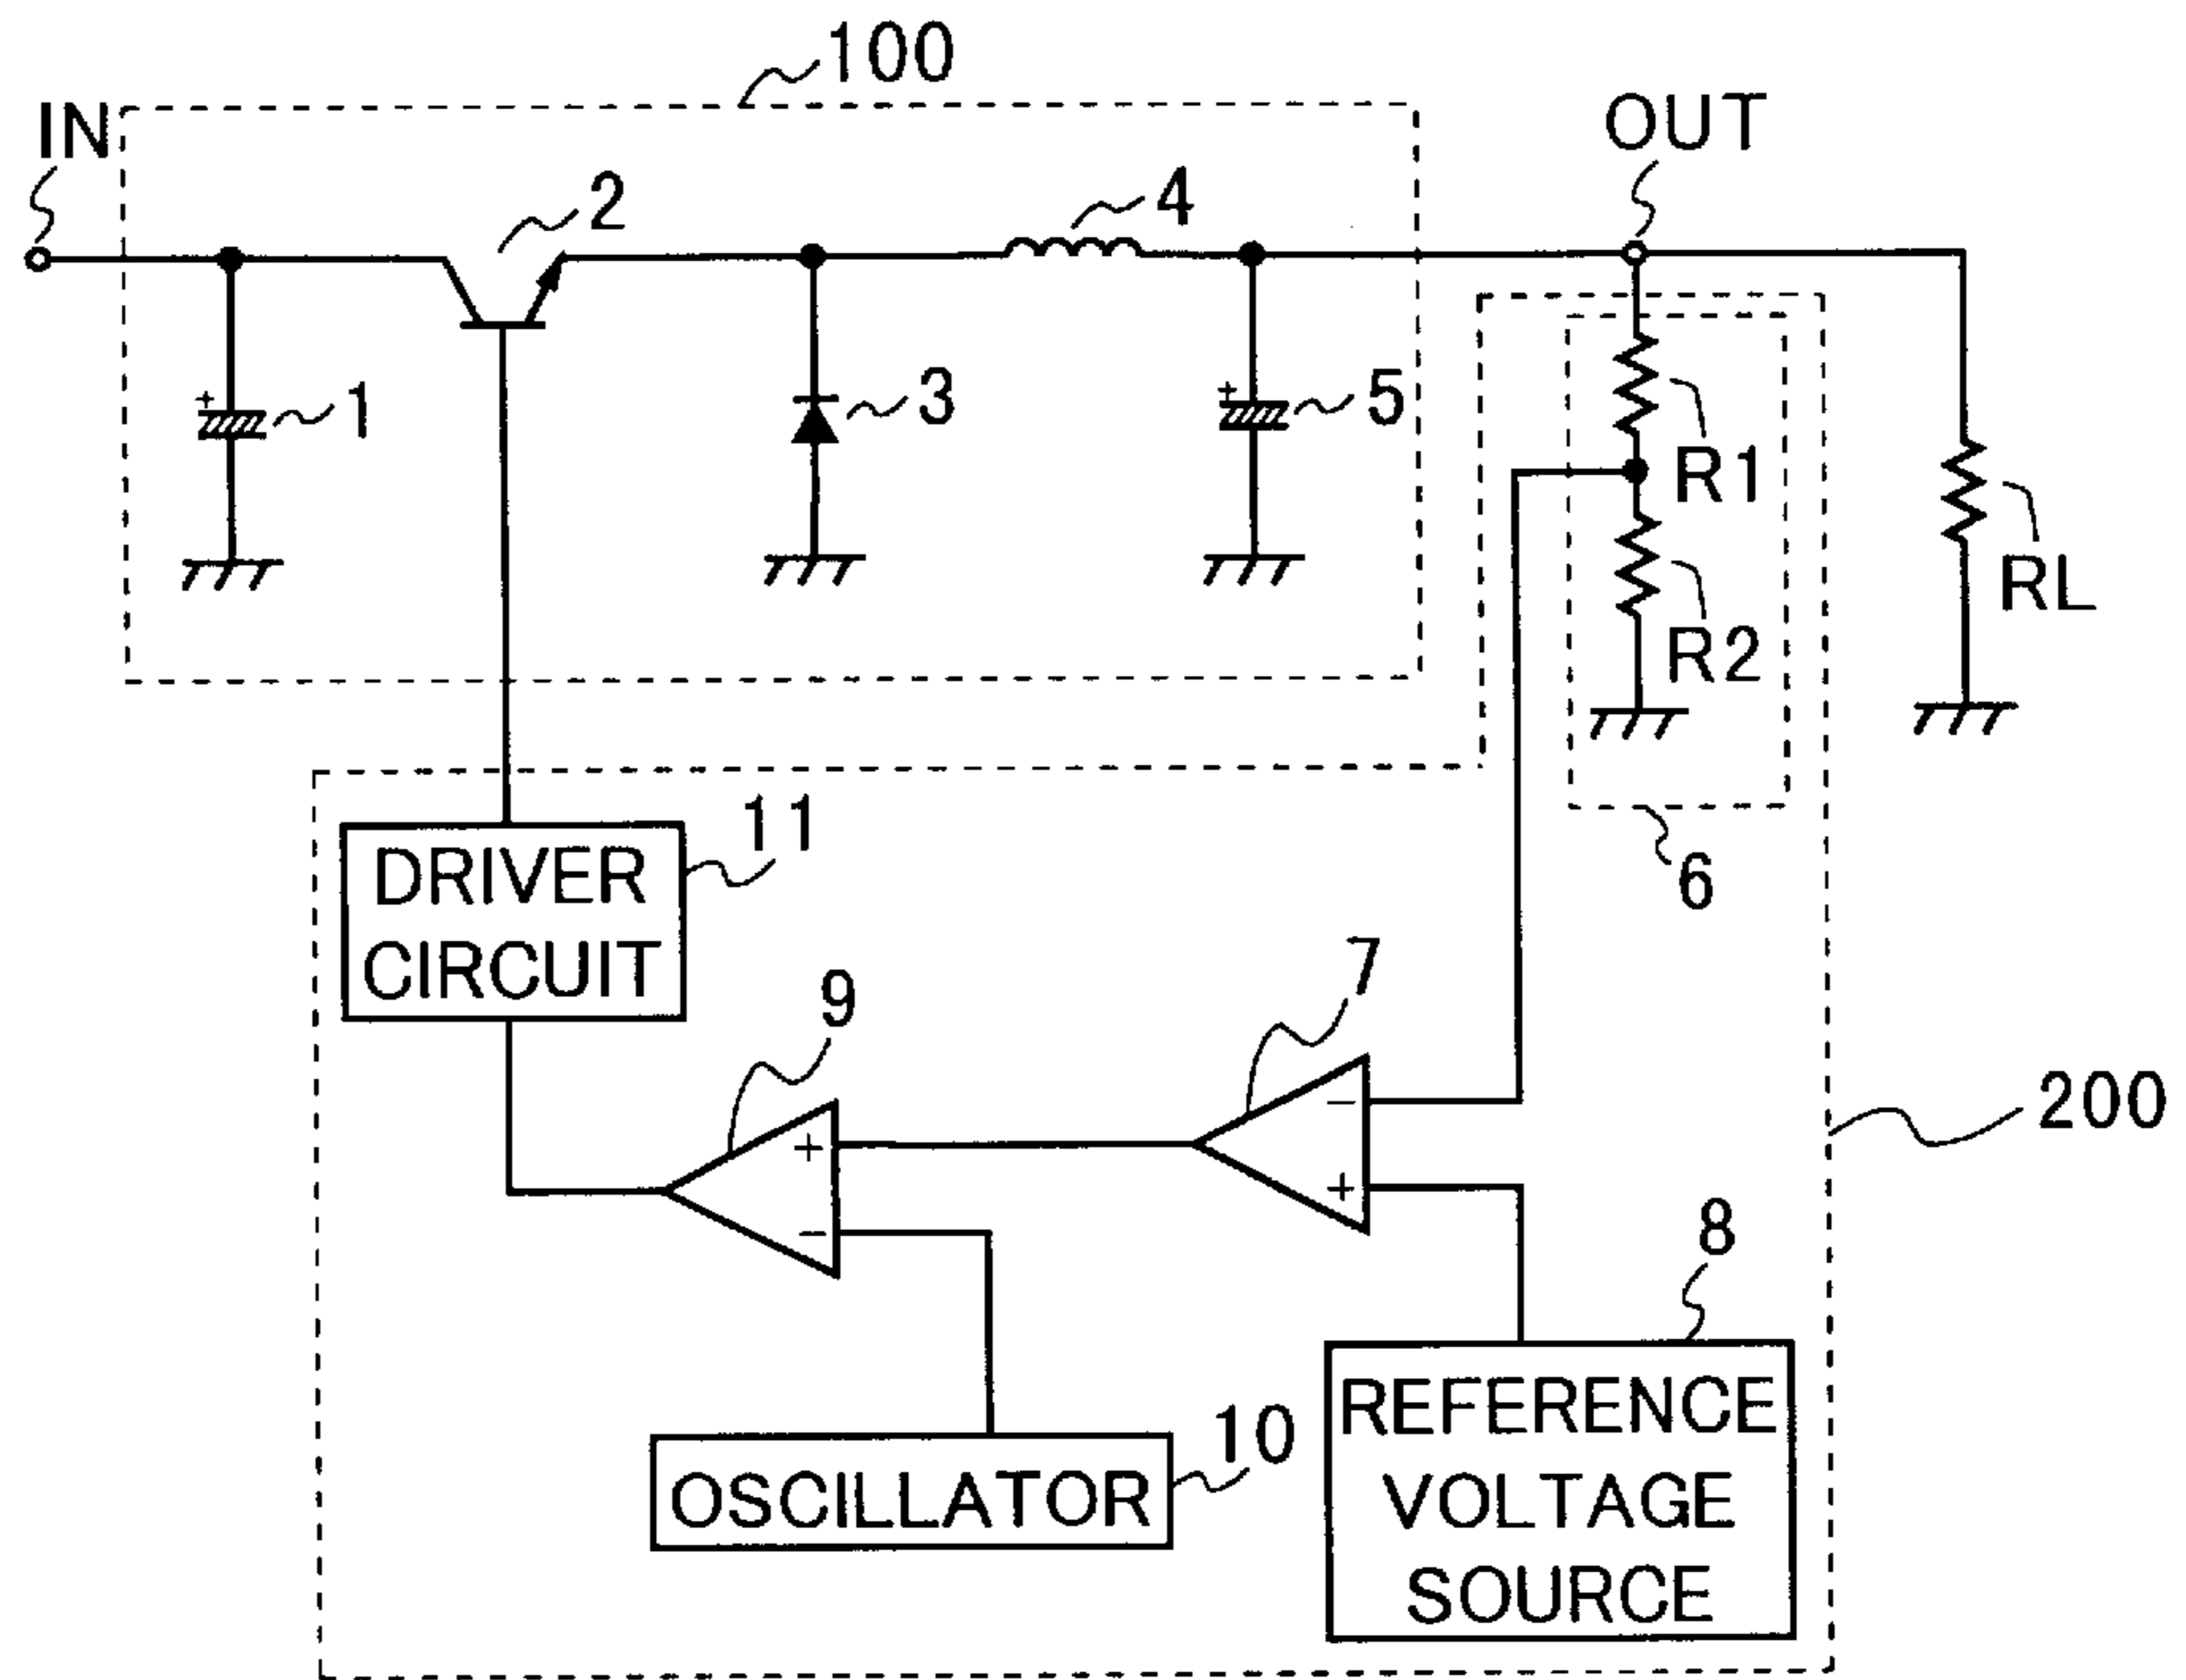 100
IN
OUT
2
4
+
1
3
+
5
R1
RL
R2
11
6
DRIVER
CIRCUIT
7
9
−
200
+
+
8
−
REFERENCE
10
VOLTAGE
OSCILLATOR
SOURCE